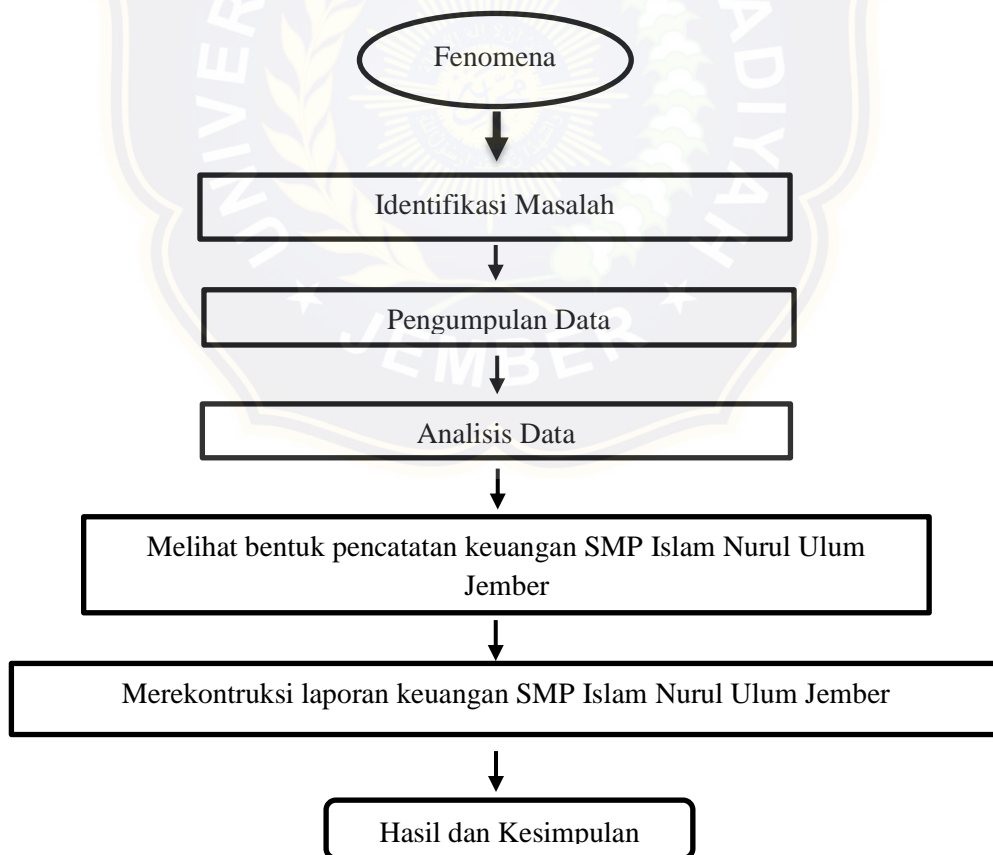 Fenomena
Identifikasi Masalah
Pengumpulan Data
Analisis Data
Melihat bentuk pencatatan keuangan SMP Islam Nurul Ulum
Jember
Merekontruksi laporan keuangan SMP Islam Nurul Ulum Jember
Hasil dan Kesimpulan
JEMBER